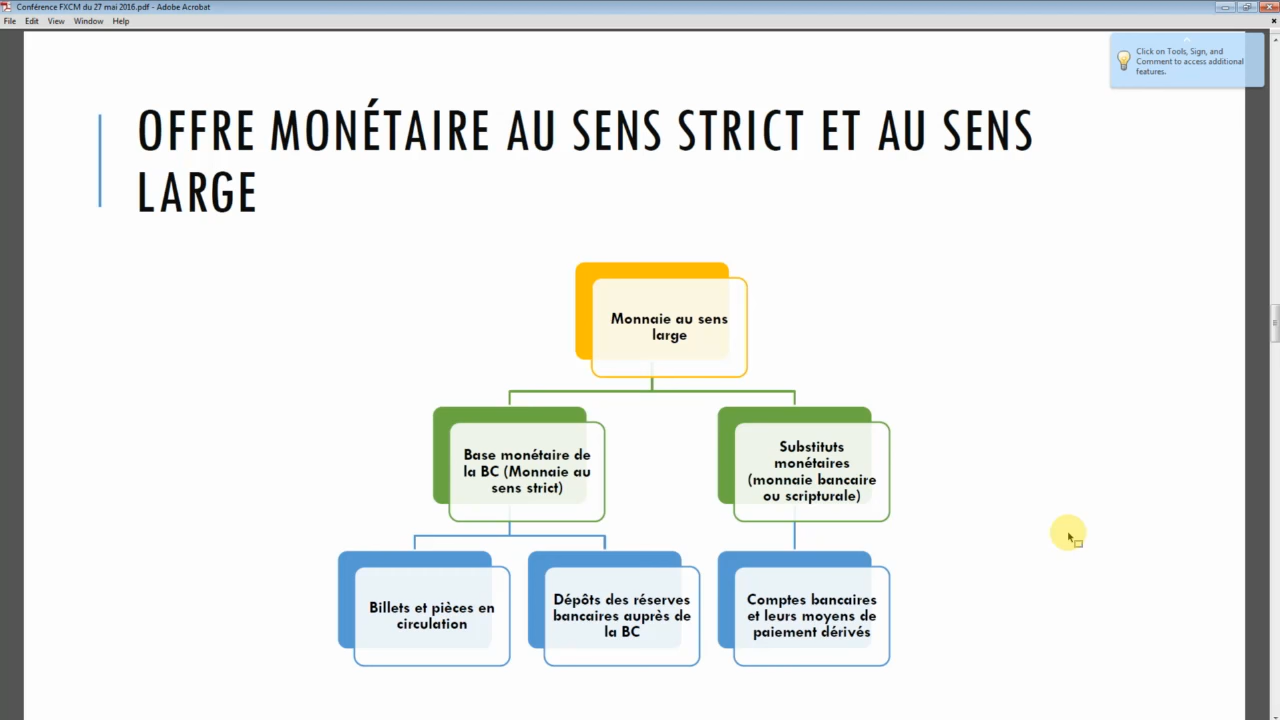 Conférence FXCM du 27 mai 2016.pdf - Adobe Acrobat
File Edit View Window Help
Click on Tools, Sign, and
Comment to access additional
features.
OFFRE MONÉTAIRE AU SENS STRICT ET AU SENS
LARGE
Monnaie au sens
large
Base monétaire de
la BC (Monnaie au
sens strict)
Substituts
monétaires
(monnaie bancaire
ou scripturale)
Billets et pièces en
circulation
Dépôts des réserves
bancaires auprès de
la BC
Comptes bancaires
et leurs moyens de
paiement dérivés